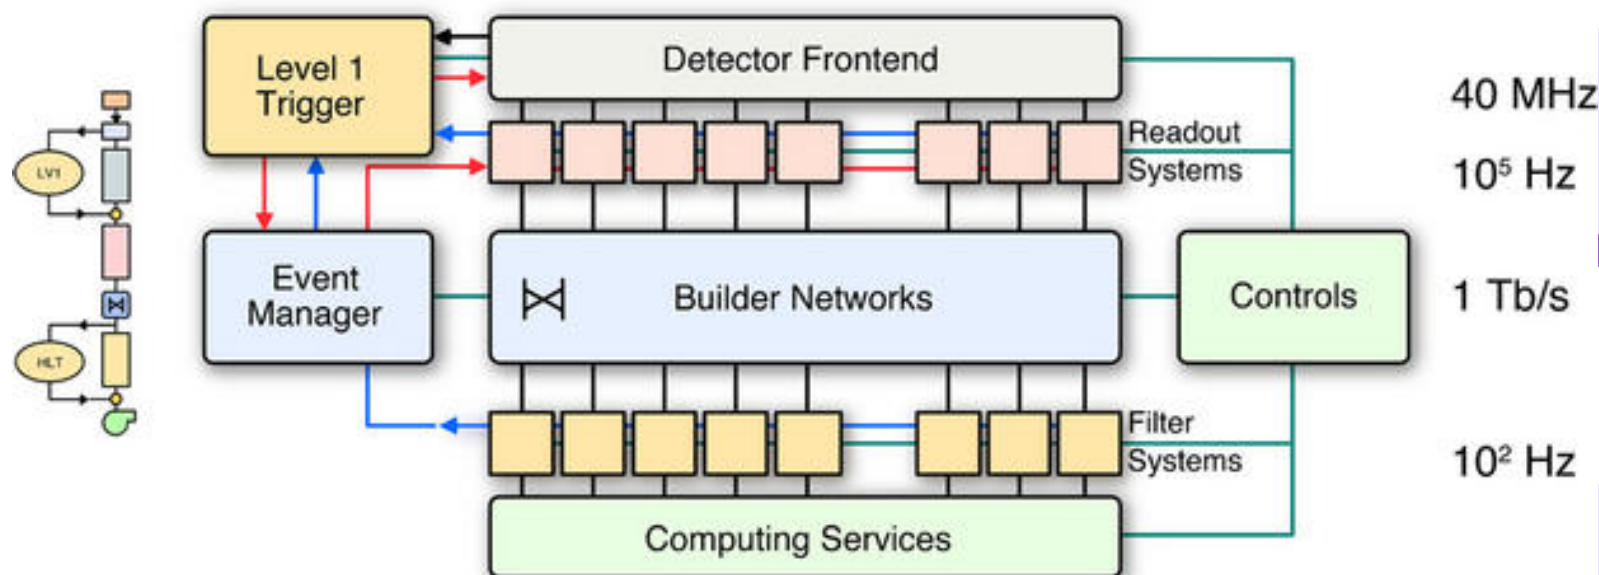 Level 1
Trigger
Detector Frontend
40 MHz
LV1
Readout
Systems
10⁵ Hz
Event
Manager
Builder Networks
Controls
1 Tb/s
HLT
Filter
Systems
10² Hz
Computing Services